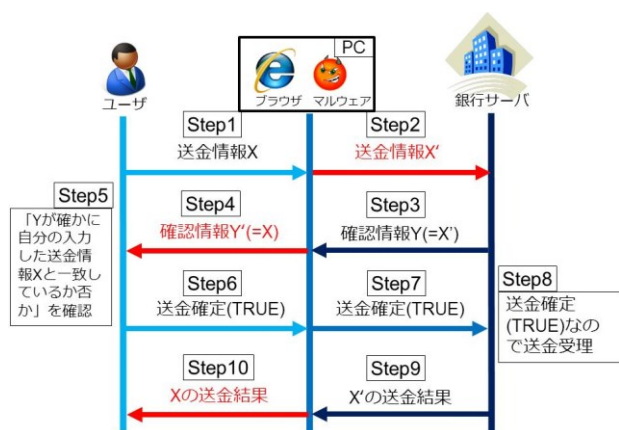 PC
ユーザ
ブラウザ マルウェア
銀行サーバ
Step1
送金情報X
Step2
送金情報X'
Step3
確認情報Y(=X')
Step4
確認情報Y'(=X)
Step5
「Yが確かに
自分の入力
した送金情
報Xと一致し
ているか否
か」を確認
Step6
送金確定(TRUE)
Step7
送金確定(TRUE)
Step8
送金確定
(TRUE)なの
で送金受理
Step9
X'の送金結果
Step10
Xの送金結果